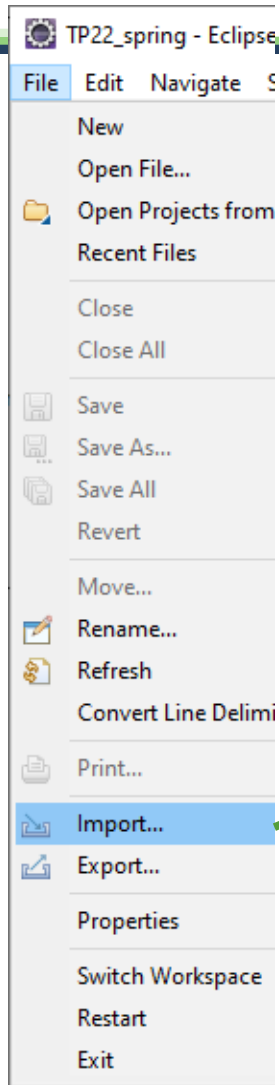 TP22_spring - Eclipse
File Edit Navigate S
New
Open File...
Open Projects from
Recent Files
Close
Close All
Save
Save As...
Save All
Revert
Move...
Rename...
Refresh
Convert Line Delimi
Print...
Import...
Export...
Properties
Switch Workspace
Restart
Exit